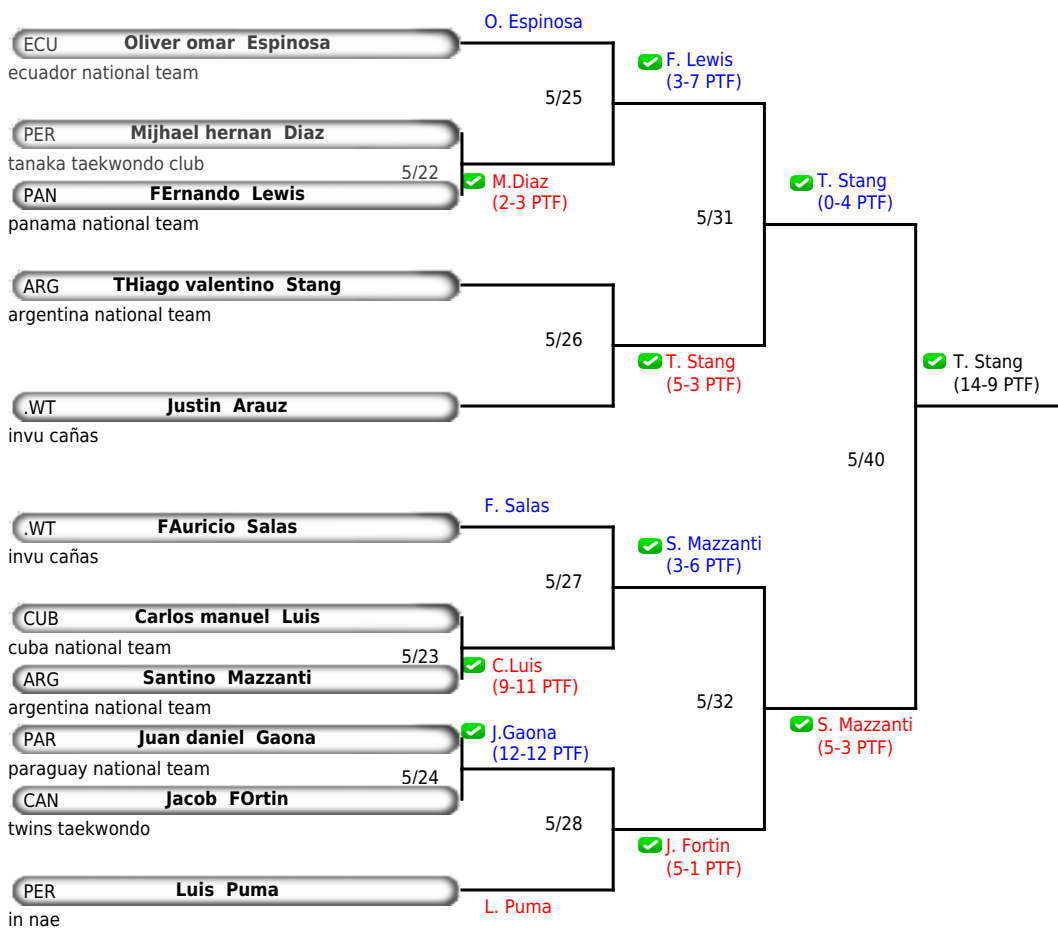 O. Espinosa
ECU Oliver omar Espinosa
ecuador national team
F. Lewis
(3-7 PTF)
5/25
PER Mijhael hernan Diaz
tanaka taekwondo club
5/22
M.Diaz
(2-3 PTF)
PAN FErnando Lewis
panama national team
T. Stang
(0-4 PTF)
5/31
ARG THiago valentino Stang
argentina national team
5/26
T. Stang
(5-3 PTF)
T. Stang
(14-9 PTF)
.WT Justin Arauz
invu cañas
5/40
F. Salas
.WT FAuricio Salas
invu cañas
S. Mazzanti
(3-6 PTF)
5/27
CUB Carlos manuel Luis
cuba national team
5/23
C.Luis
(9-11 PTF)
ARG Santino Mazzanti
argentina national team
5/32
S. Mazzanti
(5-3 PTF)
PAR Juan daniel Gaona
paraguay national team
J.Gaona
(12-12 PTF)
5/24
CAN Jacob FOrtin
twins taekwondo
5/28
J. Fortin
(5-1 PTF)
PER Luis Puma
in nae
L. Puma